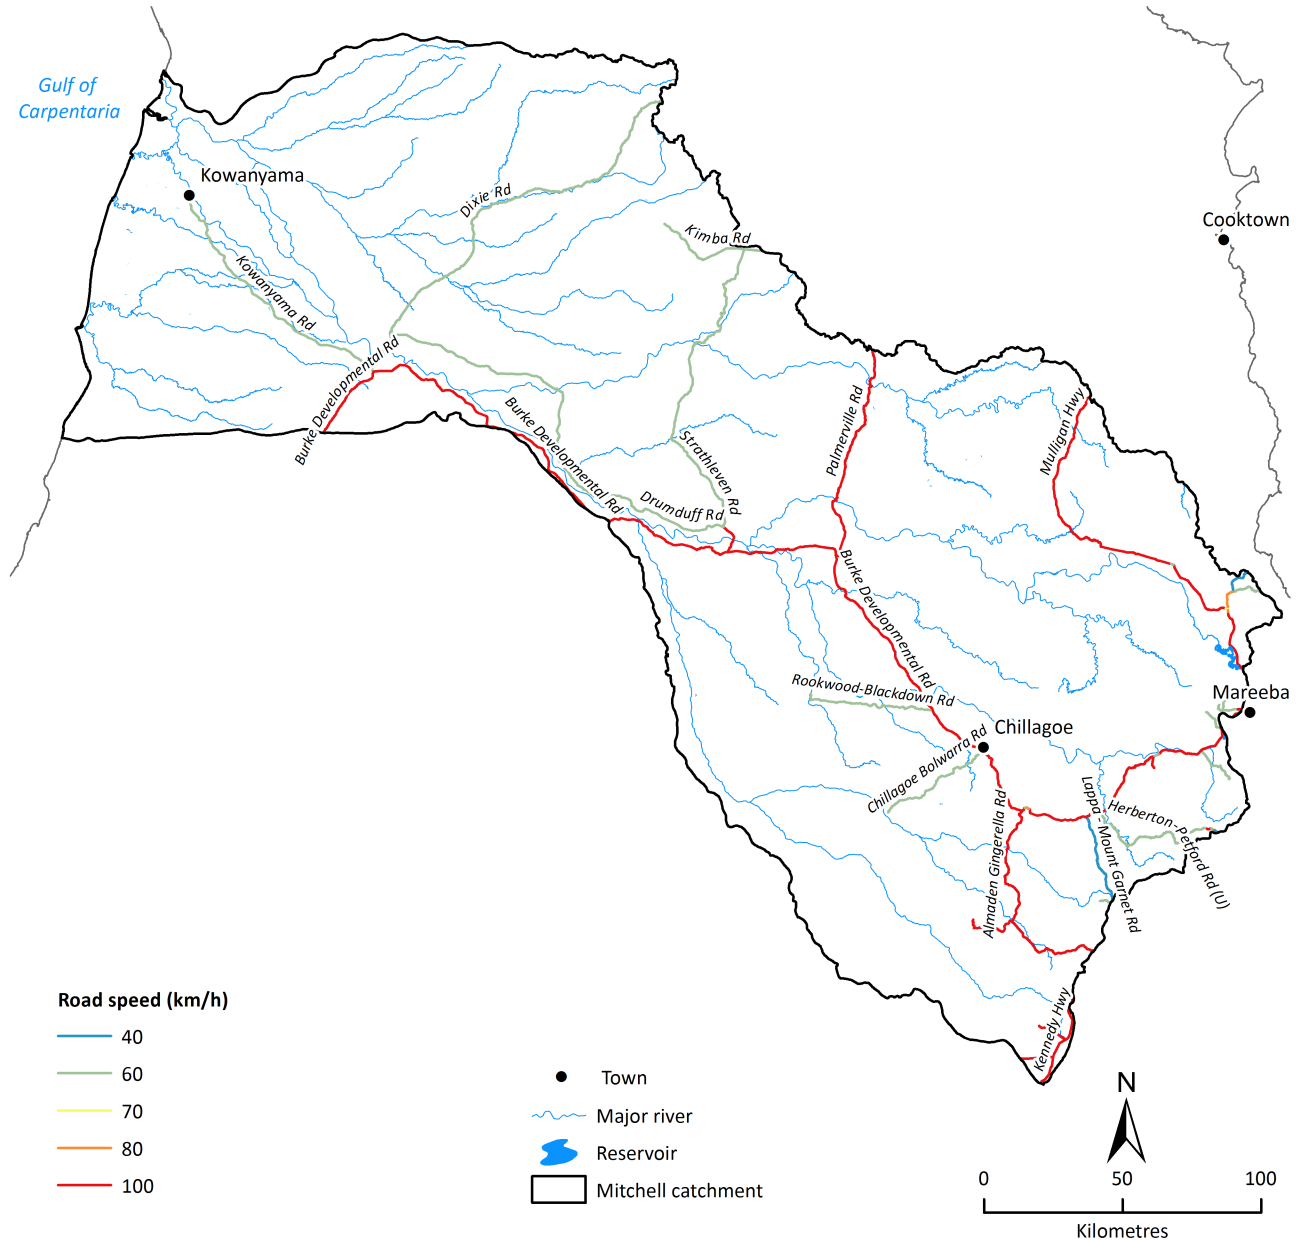 Gulf of
Carpentaria
Kowanyama
Dixie Rd
Cooktown
Kimba Rd
Kowanyama Rd
Burke Developmental Rd
Burke Developmental Rd
Palmerville Rd
Mulligan Hwy
Strathleven Rd
Drumduff Rd
Burke Developmental Rd
Rookwood-Blackdown Rd
Mareeba
Chillagoe
Chillagoe Bolwarra Rd
Almaden Gingerella Rd
Lappa - Mount Garnet Rd
Herberton-Petford Rd (U)
Kennedy Hwy
Road speed (km/h)
40
60
70
80
100
Town
Major river
Reservoir
Mitchell catchment
N
0 50 100
Kilometres